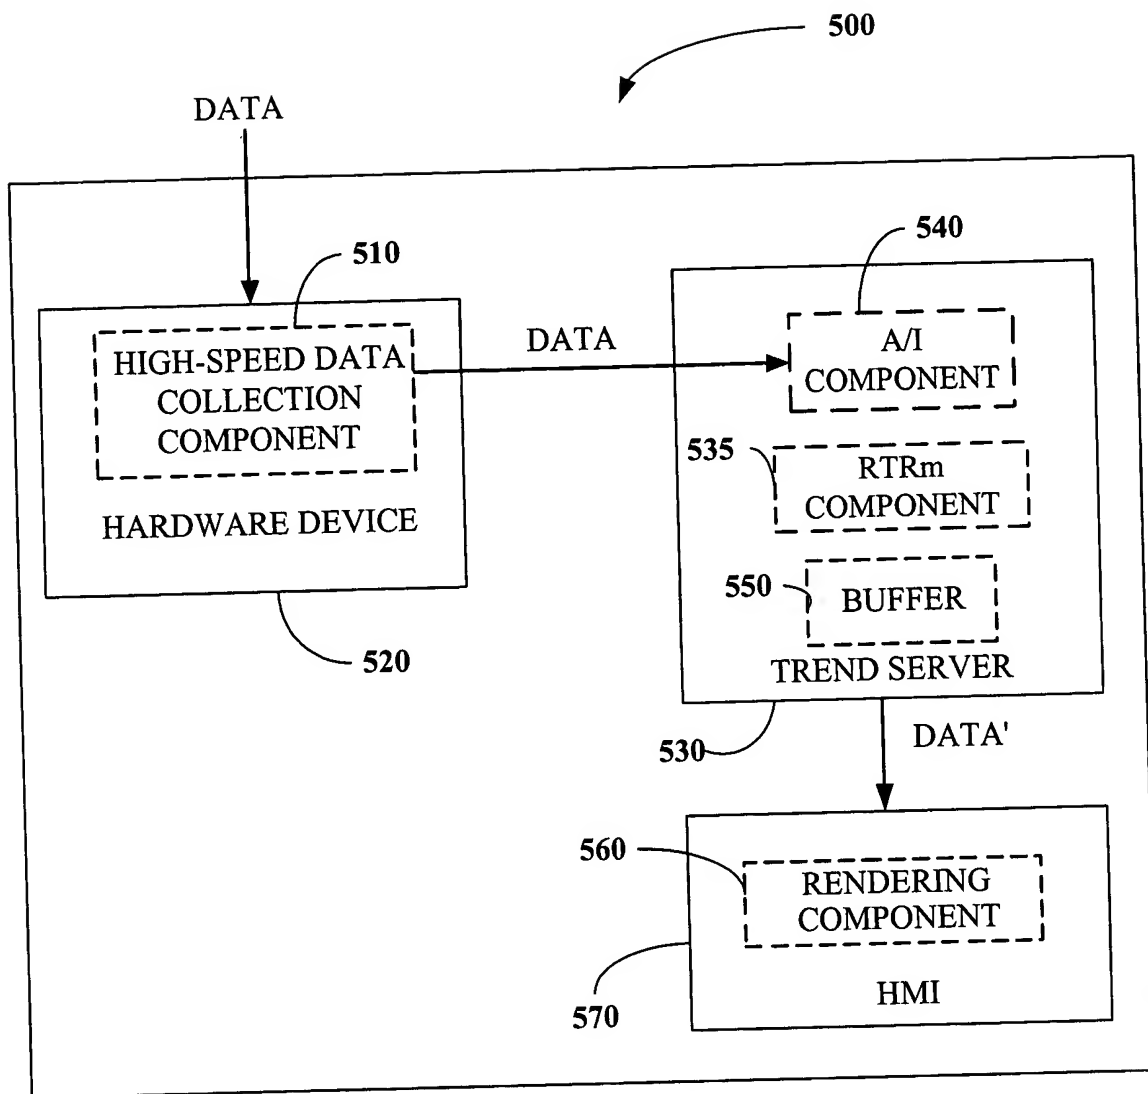 500
DATA
510
HIGH-SPEED DATA
COLLECTION
COMPONENT
HARDWARE DEVICE
520
DATA
540
A/I
COMPONENT
535
RTRm
COMPONENT
550
BUFFER
TREND SERVER
530
DATA'
560
RENDERING
COMPONENT
HMI
570